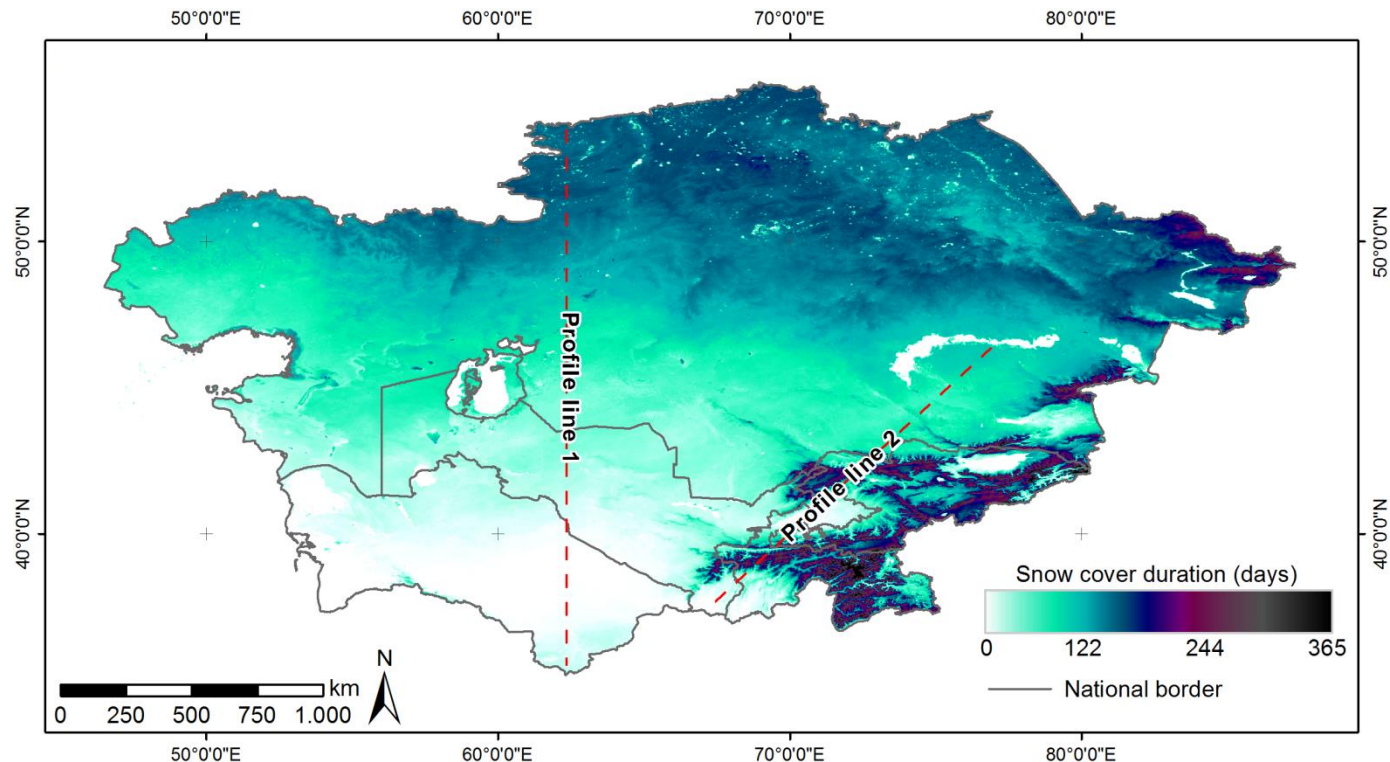 50°0'0"E 60°0'0"E 70°0'0"E 80°0'0"E
50°0'0"N
50°0'0"N
Profile line 1
Profile line 2
40°0'0"N
40°0'0"N
Snow cover duration (days)
0 122 244 365
National border
N
km
0 250 500 750 1.000
50°0'0"E 60°0'0"E 70°0'0"E 80°0'0"E